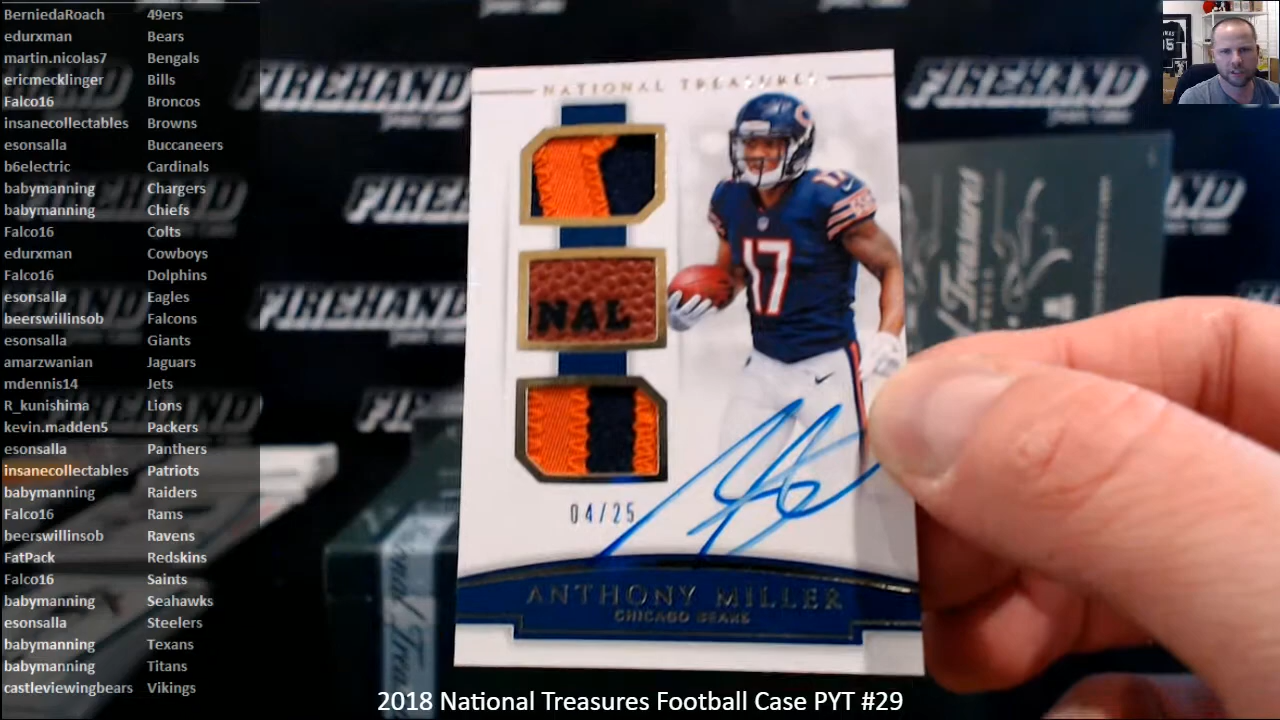 BerniedaRoach 49ers
edurxman Bears
martin.nicolas7 Bengals
ericmecklinger Bills
Falco16 Broncos
insanecollectables Browns
esonsalla Buccaneers
b6electric Cardinals
babymanning Chargers
babymanning Chiefs
Falco16 Colts
edurxman Cowboys
Falco16 Dolphins
esonsalla Eagles
beerswillinsob Falcons
esonsalla Giants
amarzwanian Jaguars
mdennis14 Jets
R_kunishima Lions
kevin.madden5 Packers
esonsalla Panthers
insanecollectables Patriots
babymanning Raiders
Falco16 Rams
beerswillinsob Ravens
FatPack Redskins
Falco16 Saints
babymanning Seahawks
esonsalla Steelers
babymanning Texans
babymanning Titans
castleviewingbears Vikings
FIREHAND
FIREHAND
NATIONAL TREASURES
17
17
NAL
04/25
ANTHONY MILLER
CHICAGO BEARS
Treasures
2018 National Treasures Football Case PYT #29